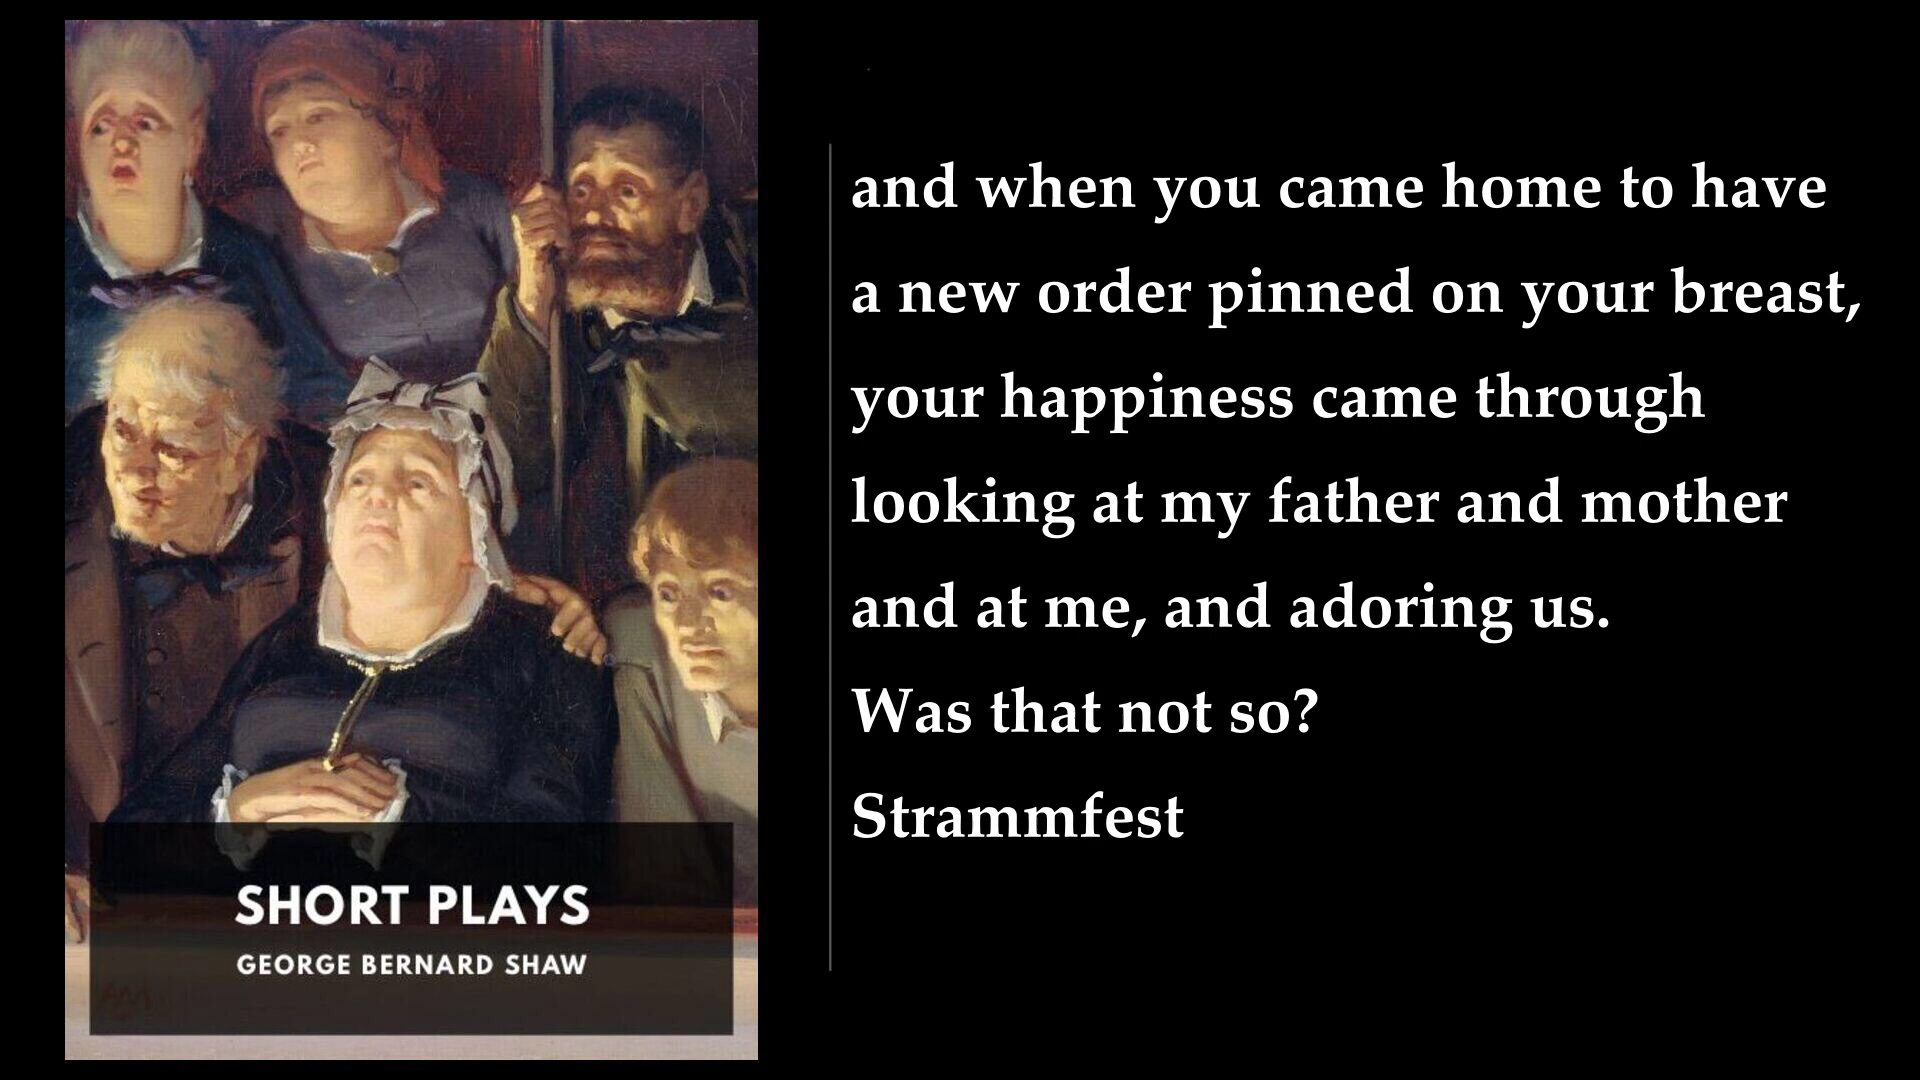 SHORT PLAYS
GEORGE BERNARD SHAW
and when you came home to have
a new order pinned on your breast,
your happiness came through
looking at my father and mother
and at me, and adoring us.
Was that not so?
Strammfest